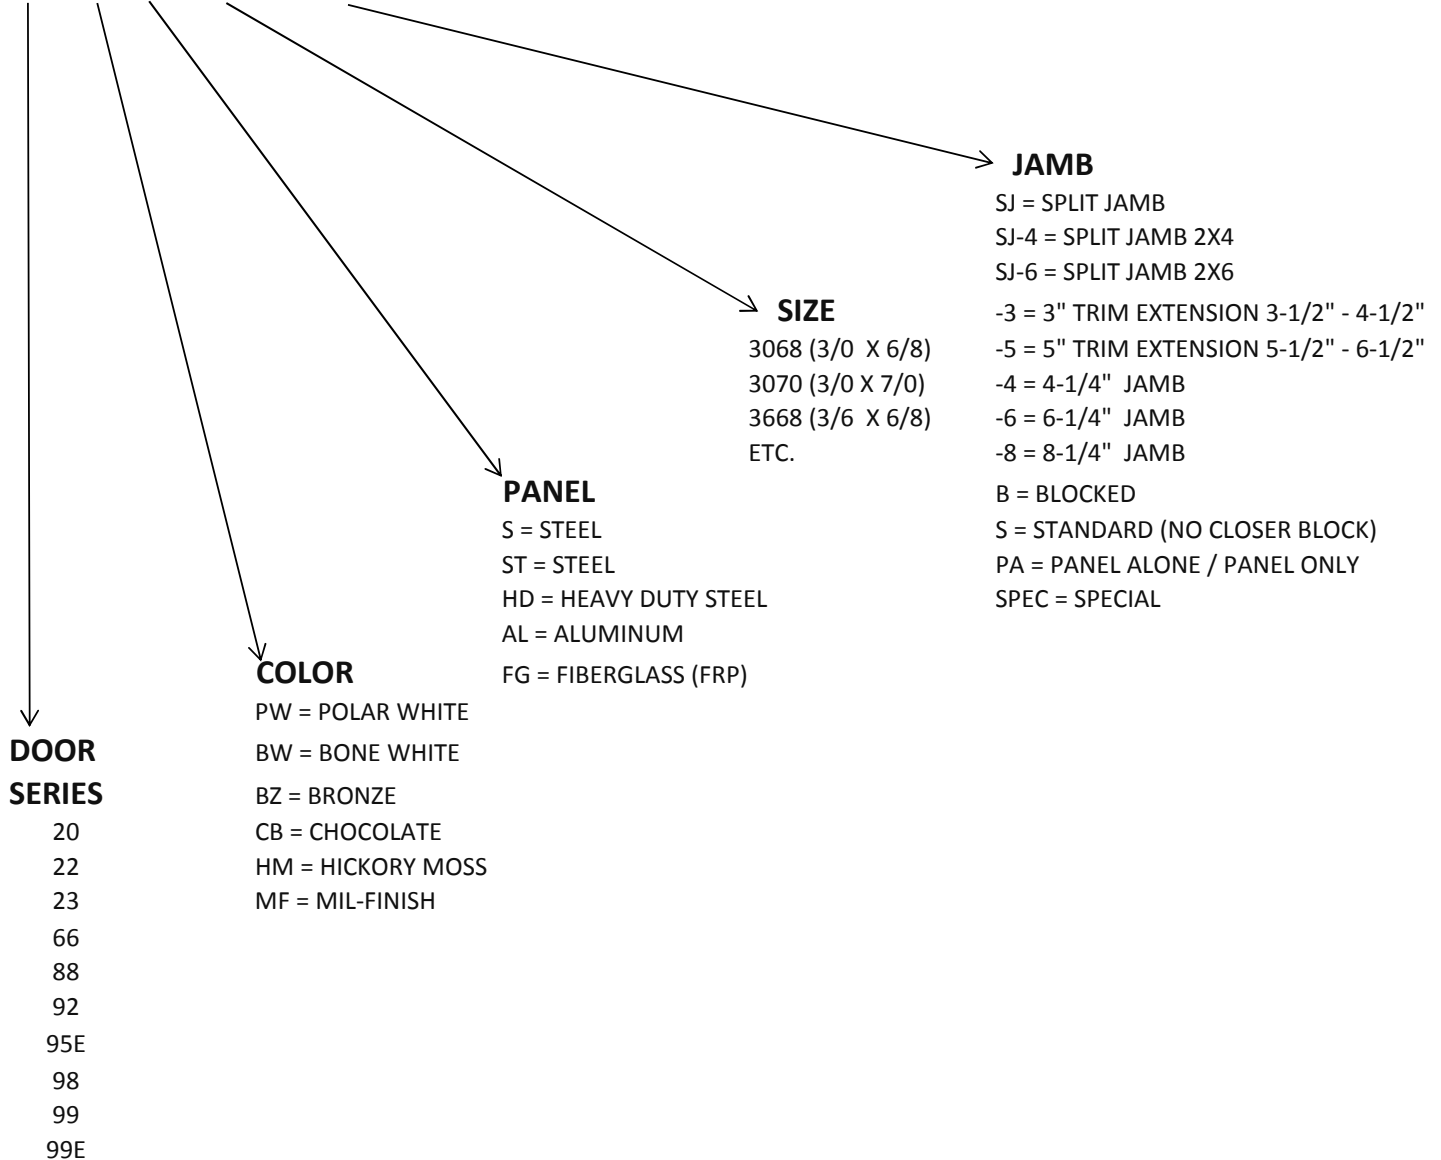 JAMB
SJ = SPLIT JAMB
SJ-4 = SPLIT JAMB 2X4
SJ-6 = SPLIT JAMB 2X6
-3 = 3" TRIM EXTENSION 3-1/2" - 4-1/2"
-5 = 5" TRIM EXTENSION 5-1/2" - 6-1/2"
-4 = 4-1/4" JAMB
-6 = 6-1/4" JAMB
-8 = 8-1/4" JAMB
B = BLOCKED
S = STANDARD (NO CLOSER BLOCK)
PA = PANEL ALONE / PANEL ONLY
SPEC = SPECIAL
SIZE
3068 (3/0 X 6/8)
3070 (3/0 X 7/0)
3668 (3/6 X 6/8)
ETC.
PANEL
S = STEEL
ST = STEEL
HD = HEAVY DUTY STEEL
AL = ALUMINUM
FG = FIBERGLASS (FRP)
COLOR
PW = POLAR WHITE
BW = BONE WHITE
BZ = BRONZE
CB = CHOCOLATE
HM = HICKORY MOSS
MF = MIL-FINISH
DOOR
SERIES
20
22
23
66
88
92
95E
98
99
99E